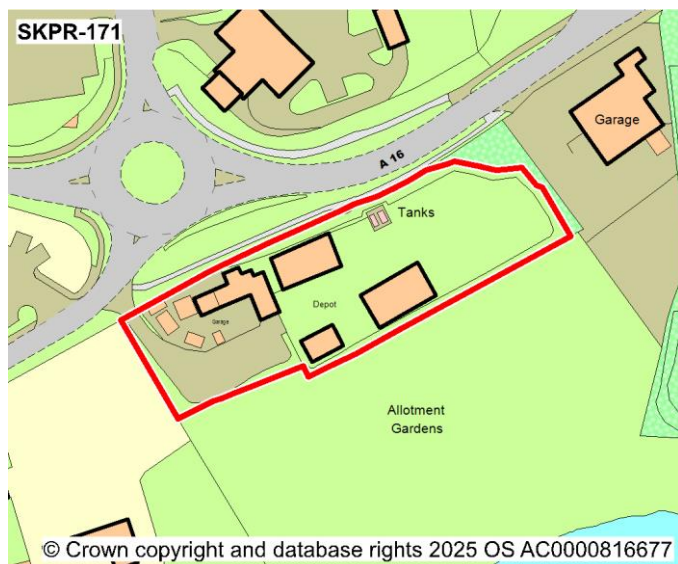 SKPR-171
Garage
A 16
Tanks
Depot
Garage
Allotment
Gardens
© Crown copyright and database rights 2025 OS AC0000816677